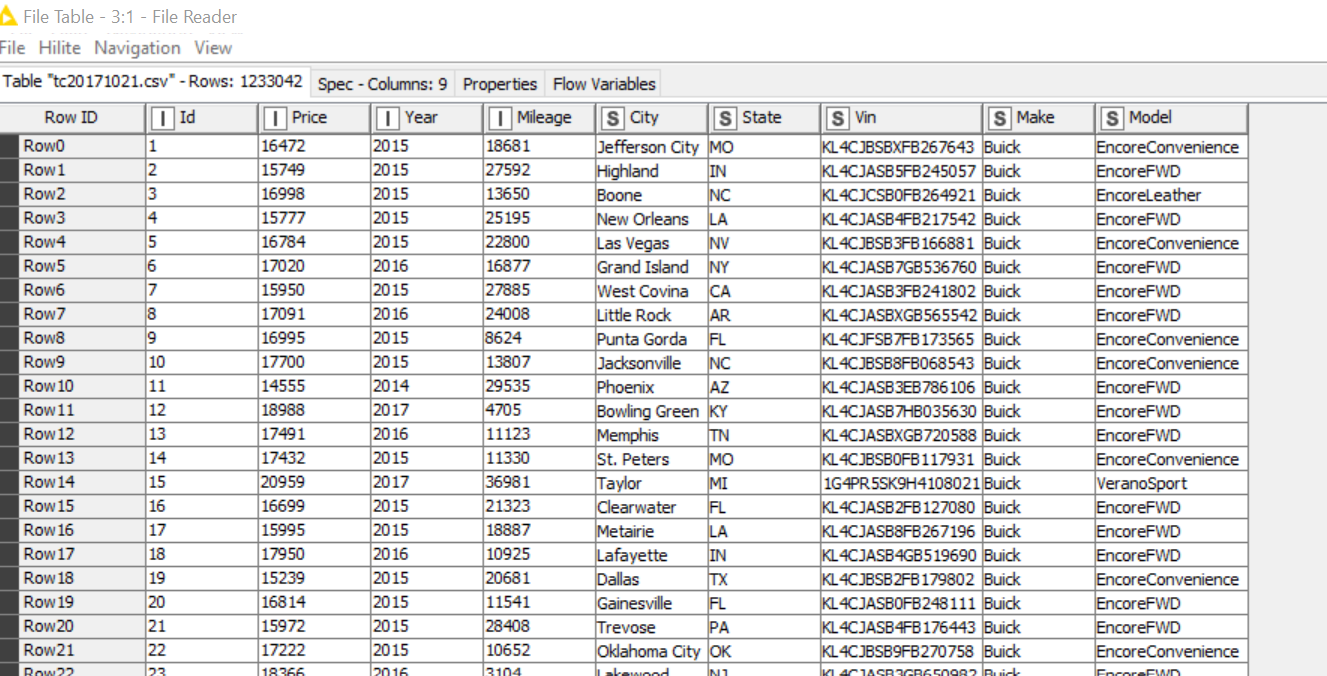 File Table - 3:1 - File Reader
File Hilite Navigation View
Table "tc20171021.csv" - Rows: 1233042 Spec - Columns: 9 Properties Flow Variables
Row ID I Id I Price I Year I Mileage S City S State S Vin S Make S Model
Row0 1 16472 2015 18681 Jefferson City MO KL4CJBSBXFB267643 Buick EncoreConvenience
Row1 2 15749 2015 27592 Highland IN KL4CJASB5FB245057 Buick EncoreFWD
Row2 3 16998 2015 13650 Boone NC KL4CJCSB0FB264921 Buick EncoreLeather
Row3 4 15777 2015 25195 New Orleans LA KL4CJASB4FB217542 Buick EncoreFWD
Row4 5 16784 2015 22800 Las Vegas NV KL4CJBSB3FB166881 Buick EncoreConvenience
Row5 6 17020 2016 16877 Grand Island NY KL4CJASB7GB536760 Buick EncoreFWD
Row6 7 15950 2015 27885 West Covina CA KL4CJASB3FB241802 Buick EncoreFWD
Row7 8 17091 2016 24008 Little Rock AR KL4CJASBXGB565542 Buick EncoreFWD
Row8 9 16995 2015 8624 Punta Gorda FL KL4CJFSB7FB173565 Buick EncoreConvenience
Row9 10 17700 2015 13807 Jacksonville NC KL4CJBSB8FB068543 Buick EncoreConvenience
Row10 11 14555 2014 29535 Phoenix AZ KL4CJASB3EB786106 Buick EncoreFWD
Row11 12 18988 2017 4705 Bowling Green KY KL4CJASB7HB035630 Buick EncoreFWD
Row12 13 17491 2016 11123 Memphis TN KL4CJASBXGB720588 Buick EncoreFWD
Row13 14 17432 2015 11330 St. Peters MO KL4CJBSB0FB117931 Buick EncoreConvenience
Row14 15 20959 2017 36981 Taylor MI 1G4PR5SK9H4108021 Buick VeranoSport
Row15 16 16699 2015 21323 Clearwater FL KL4CJASB2FB127080 Buick EncoreFWD
Row16 17 15995 2015 18887 Metairie LA KL4CJASB8FB267196 Buick EncoreFWD
Row17 18 17950 2016 10925 Lafayette IN KL4CJASB4GB519690 Buick EncoreFWD
Row18 19 15239 2015 20681 Dallas TX KL4CJBSB2FB179802 Buick EncoreConvenience
Row19 20 16814 2015 11541 Gainesville FL KL4CJASB0FB248111 Buick EncoreFWD
Row20 21 15972 2015 28408 Trevose PA KL4CJASB4FB176443 Buick EncoreFWD
Row21 22 17222 2015 10652 Oklahoma City OK KL4CJBSB9FB270758 Buick EncoreConvenience
Row22 23 18366 2016 3104 Lakewood NJ KL4CJASB3GB650982 Buick EncoreFWD